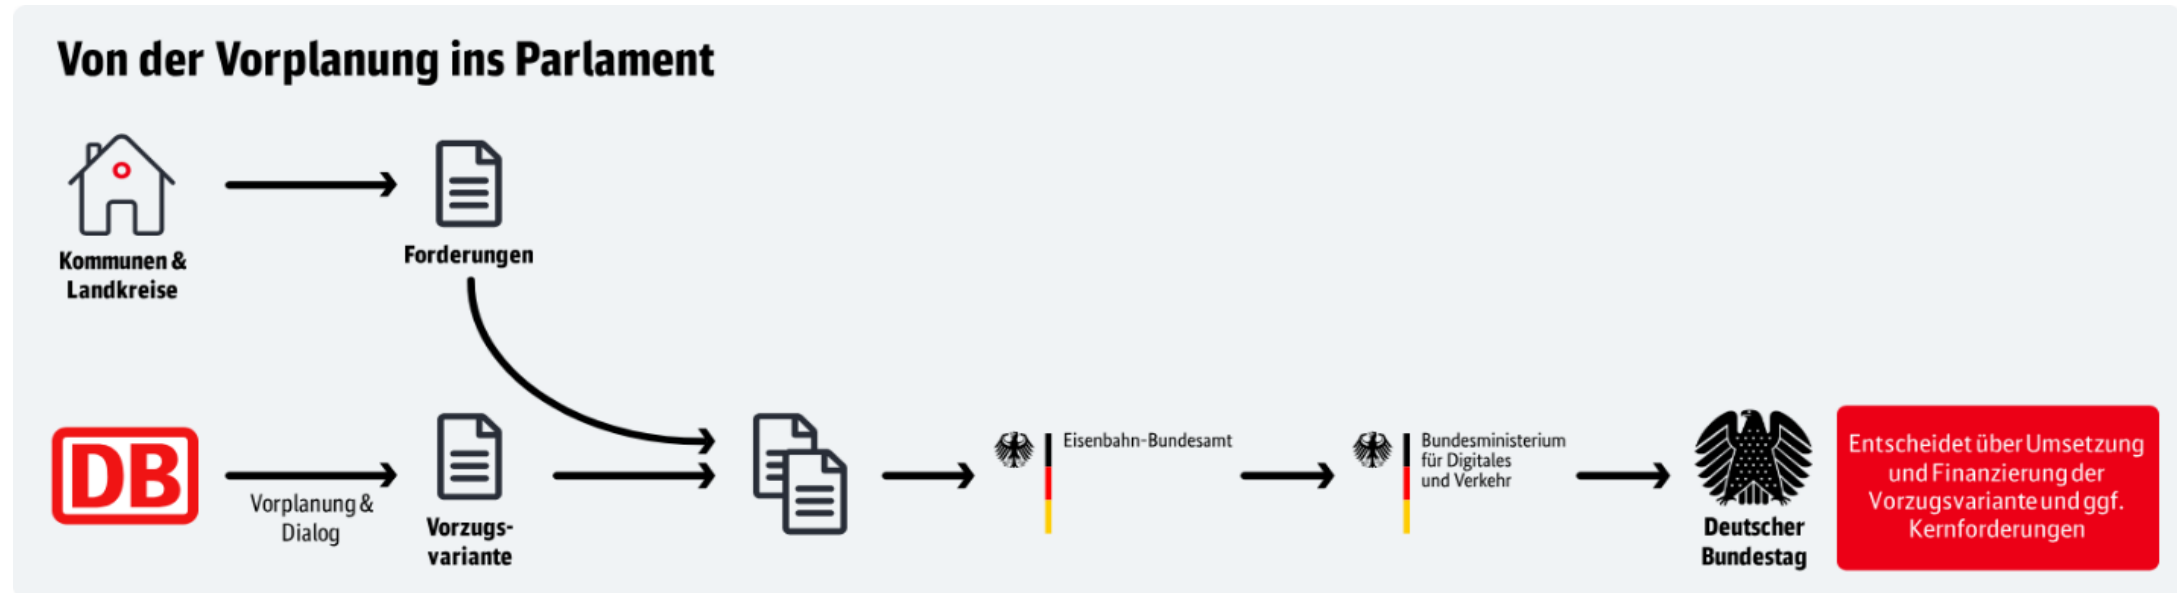 Von der Vorplanung ins Parlament
Kommunen &
Landkreise
Forderungen
DB
Vorplanung &
Dialog
Vorzugs-
variante
Eisenbahn-Bundesamt
Bundesministerium
für Digitales
und Verkehr
Deutscher
Bundestag
Entscheidet über Umsetzung
und Finanzierung der
Vorzugsvariante und ggf.
Kernforderungen